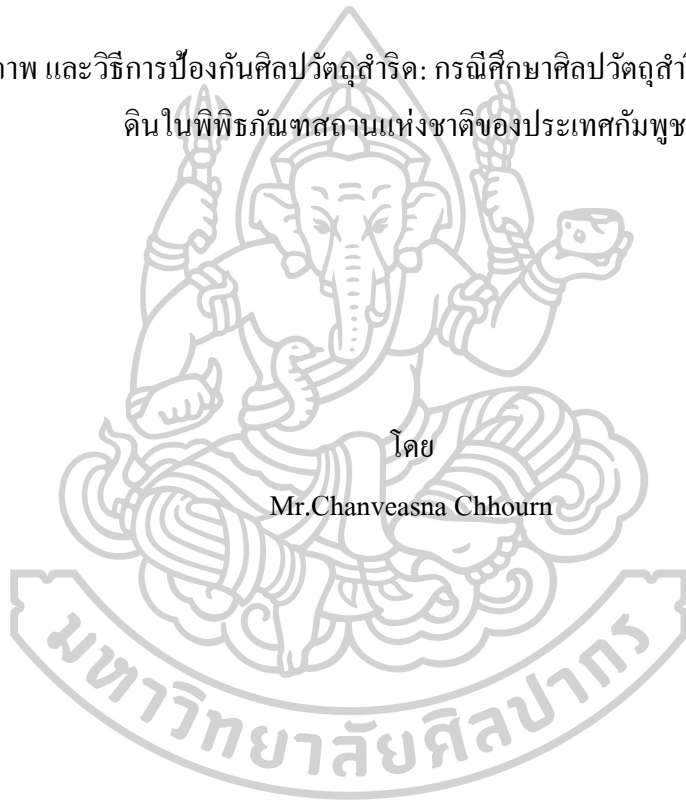 าพ และวิธีการป้องกันศิลปวัตถุสำริด: กรณีศึกษาศิลปวัตถุสำ
ดินในพิพิธภัณฑสถานแห่งชาติของประเทศกัมพูช
โดย
Mr.Chanveasna Chhourn
มหาวิทยาลัยศิลปากร